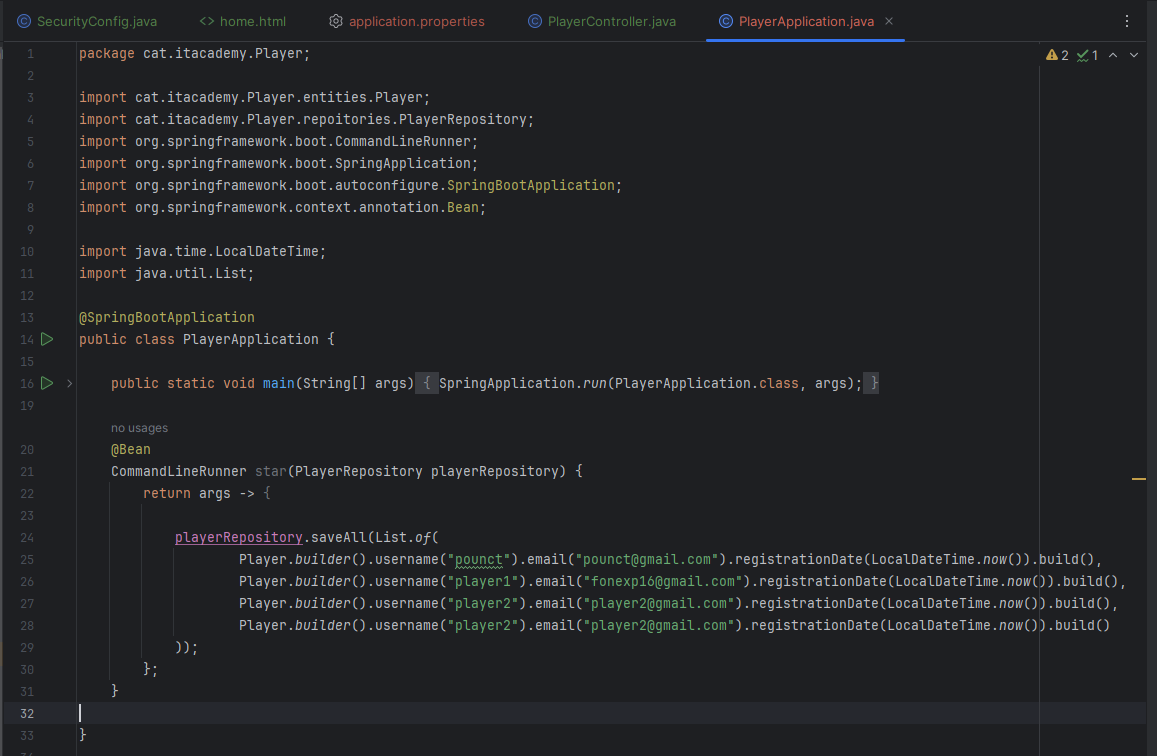 SecurityConfig.java <> home.html application.properties PlayerController.java PlayerApplication.java
1 package cat.itacademy.Player; 2 1
2
3 import cat.itacademy.Player.entities.Player;
4 import cat.itacademy.Player.repoitories.PlayerRepository;
5 import org.springframework.boot.CommandLineRunner;
6 import org.springframework.boot.SpringApplication;
7 import org.springframework.boot.autoconfigure.SpringBootApplication;
8 import org.springframework.context.annotation.Bean;
9
10 import java.time.LocalDateTime;
11 import java.util.List;
12
13 @SpringBootApplication
14 public class PlayerApplication {
15
16 public static void main(String[] args) { SpringApplication.run(PlayerApplication.class, args); }
19
no usages
20 @Bean
21 CommandLineRunner star(PlayerRepository playerRepository) {
22 return args -> {
23
24 playerRepository.saveAll(List.of(
25 Player.builder().username("pounct").email("pounct@gmail.com").registrationDate(LocalDateTime.now()).build(),
26 Player.builder().username("player1").email("fonexp16@gmail.com").registrationDate(LocalDateTime.now()).build(),
27 Player.builder().username("player2").email("player2@gmail.com").registrationDate(LocalDateTime.now()).build(),
28 Player.builder().username("player2").email("player2@gmail.com").registrationDate(LocalDateTime.now()).build()
29 ));
30 };
31 }
32
33 }